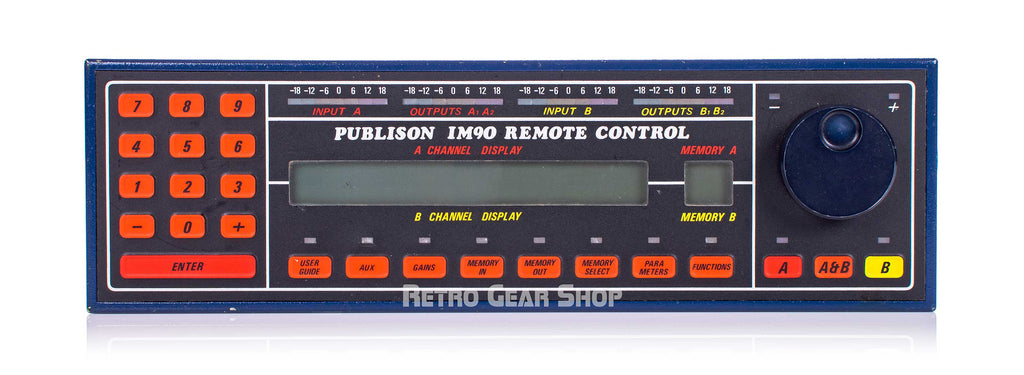 7 8 9
4 5 6
1 2 3
- 0 +
ENTER
-18 -12 -6 0 6 12 18 -18 -12 -6 0 6 12 18 -18 -12 -6 0 6 12 18 -18 -12 -6 0 6 12 18
INPUT A OUTPUTS A1 A2 INPUT B OUTPUTS B1 B2
PUBLISON IM90 REMOTE CONTROL
A CHANNEL DISPLAY MEMORY A
B CHANNEL DISPLAY MEMORY B
USER GUIDE
AUX
GAINS
MEMORY IN
MEMORY OUT
MEMORY SELECT
PARA METERS
FUNCTIONS
- +
A A&B B
RETRO GEAR SHOP